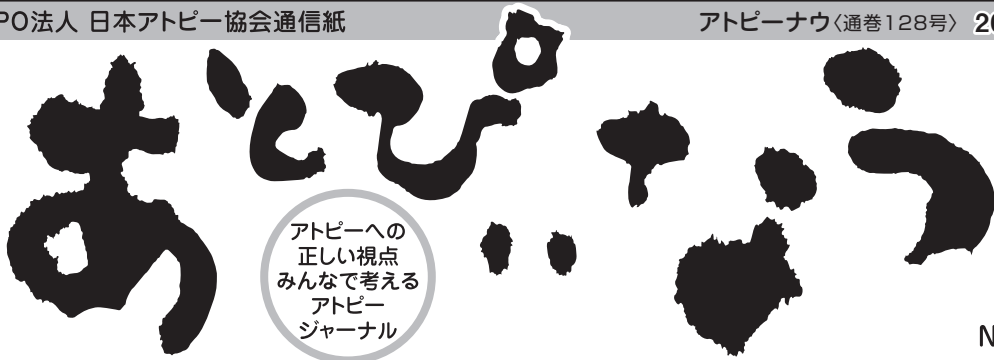 PO法人 日本アトピー協会通信紙
アトピーナウ〈通巻128号〉 20
あとぴぃなう
アトピーへの
正しい視点
みんなで考える
アトピー
ジャーナル
N